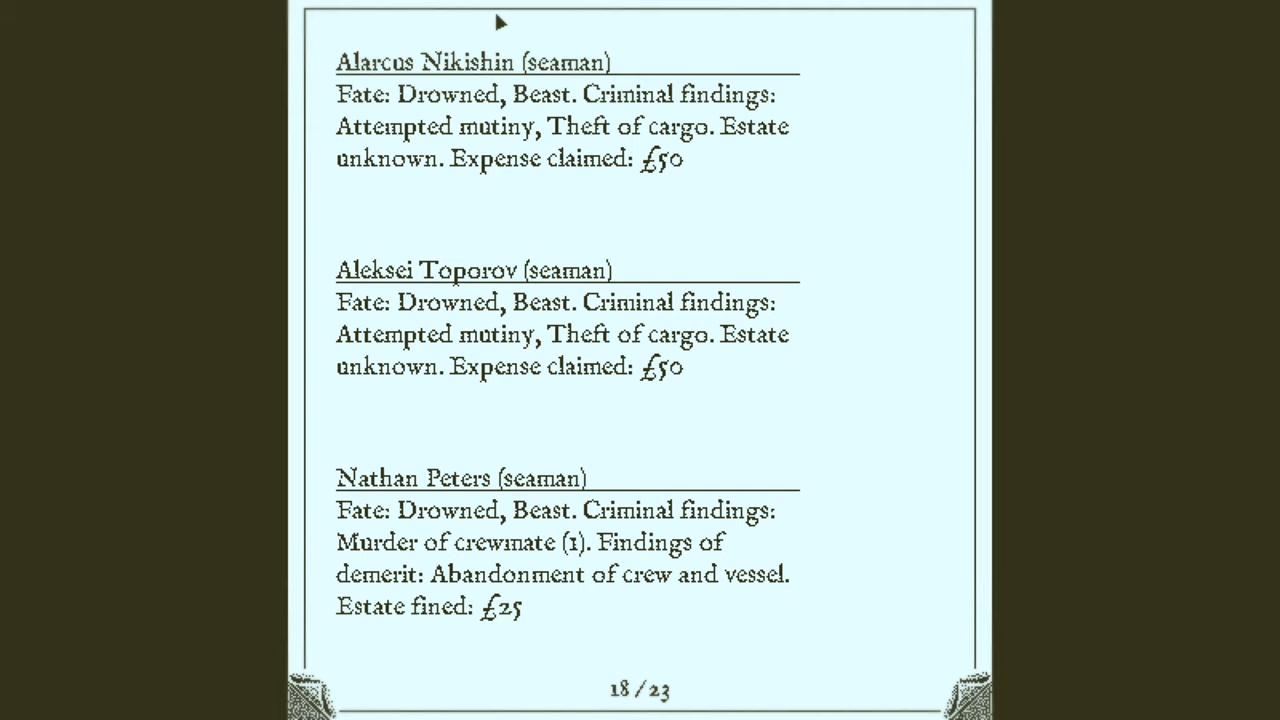 Alarcus Nikishin (seaman)
Fate: Drowned, Beast. Criminal findings:
Attempted mutiny, Theft of cargo. Estate
unknown. Expense claimed: £50
Aleksei Toporov (seaman)
Fate: Drowned, Beast. Criminal findings:
Attempted mutiny, Theft of cargo. Estate
unknown. Expense claimed: £50
Nathan Peters (seaman)
Fate: Drowned, Beast. Criminal findings:
Murder of crewmate (1). Findings of
demerit: Abandonment of crew and vessel.
Estate fined: £25
18 / 23